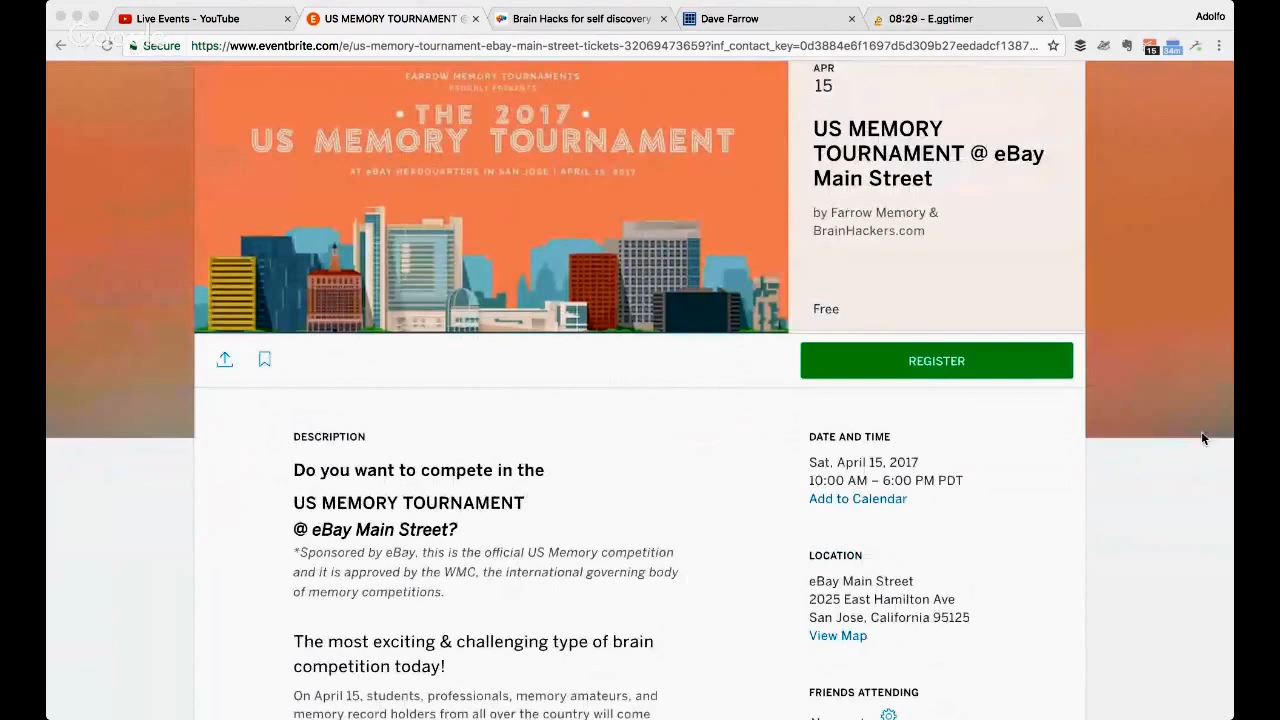 Live Events - YouTube
US MEMORY TOURNAMENT @
Brain Hacks for self discovery
Dave Farrow
08:29 - E.ggtimer
Adolfo
Google
Secure
https://www.eventbrite.com/e/us-memory-tournament-ebay-main-street-tickets-32069473659?inf_contact_key=0d3884e6f1697d5d309b27eedadcf1387...
15
34m
FARROW MEMORY TOURNAMENTS
PROUDLY PRESENTS
• THE 2017 •
US MEMORY TOURNAMENT
AT eBAY HEADQUARTERS IN SAN JOSE | APRIL 15, 2017
APR
15
US MEMORY
TOURNAMENT @ eBay
Main Street
by Farrow Memory &
BrainHackers.com
Free
REGISTER
DESCRIPTION
Do you want to compete in the
US MEMORY TOURNAMENT
@ eBay Main Street?
*Sponsored by eBay, this is the official US Memory competition
and it is approved by the WMC, the international governing body
of memory competitions.
The most exciting & challenging type of brain
competition today!
On April 15, students, professionals, memory amateurs, and
memory record holders from all over the country will come
DATE AND TIME
Sat, April 15, 2017
10:00 AM – 6:00 PM PDT
Add to Calendar
LOCATION
eBay Main Street
2025 East Hamilton Ave
San Jose, California 95125
View Map
FRIENDS ATTENDING